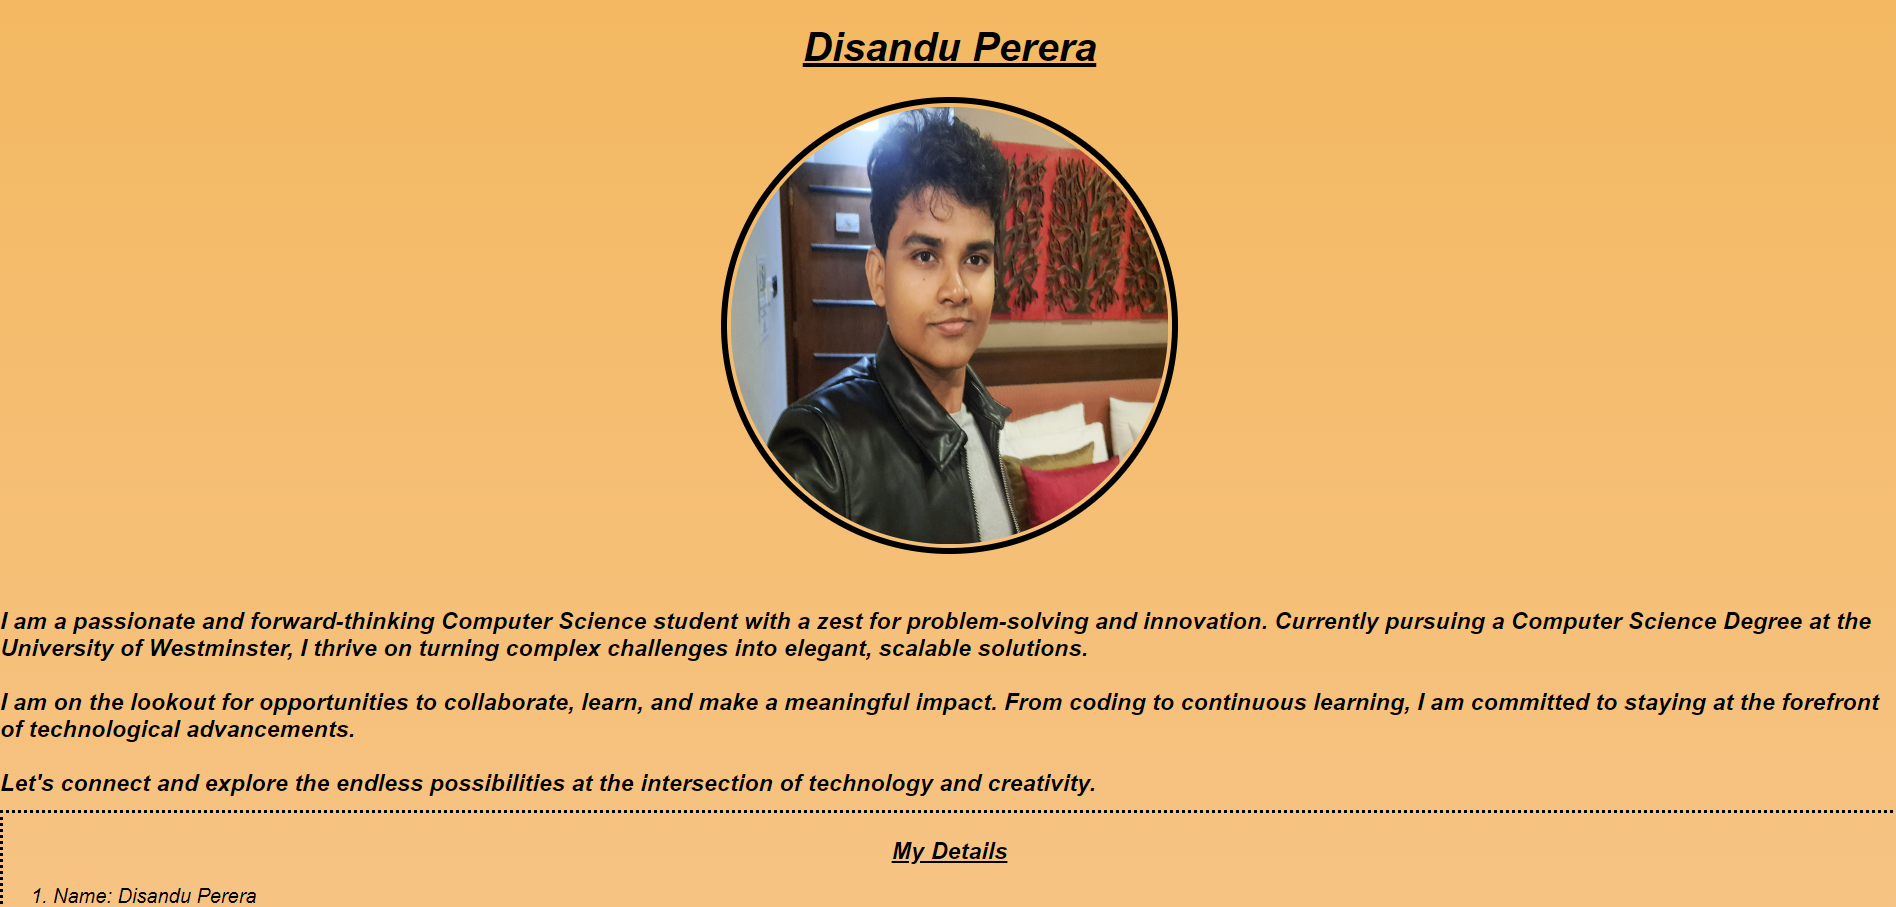 Disandu Perera
I am a passionate and forward-thinking Computer Science student with a zest for problem-solving and innovation. Currently pursuing a Computer Science Degree at the
University of Westminster, I thrive on turning complex challenges into elegant, scalable solutions.
I am on the lookout for opportunities to collaborate, learn, and make a meaningful impact. From coding to continuous learning, I am committed to staying at the forefront
of technological advancements.
Let's connect and explore the endless possibilities at the intersection of technology and creativity.
My Details
1. Name: Disandu Perera